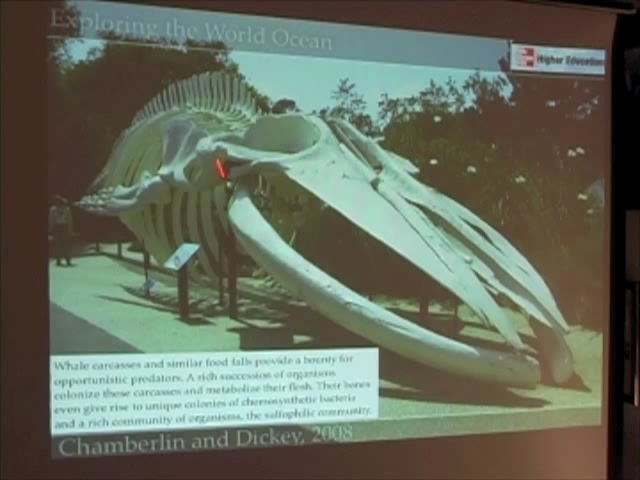 Exploring the World Ocean
Higher Education
Whale carcasses and similar food falls provide a bounty for
opportunistic predators. A rich succession of organisms
colonize these carcasses and metabolize their flesh. Their bones
even give rise to unique colonies of chemosynthetic bacteria
and a rich community of organisms, the sulfophilic community.
Chamberlin and Dickey, 2008